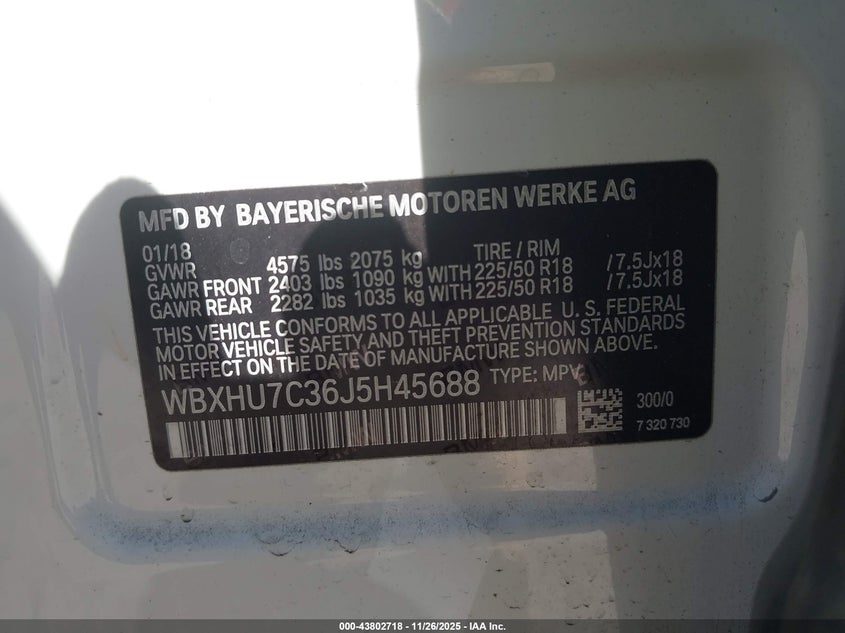 MFD BY BAYERISCHE MOTOREN WERKE AG
01/18 TIRE / RIM
GVWR 4575 lbs 2075 kg
GAWR FRONT 2403 lbs 1090 kg WITH 225/50 R18 / 7.5Jx18
GAWR REAR 2282 lbs 1035 kg WITH 225/50 R18 / 7.5Jx18
THIS VEHICLE CONFORMS TO ALL APPLICABLE U. S. FEDERAL
MOTOR VEHICLE SAFETY AND THEFT PREVENTION STANDARDS
IN EFFECT ON THE DATE OF MANUFACTURE SHOWN ABOVE.
WBXHU7C36J5H45688 TYPE: MPV
300/0
7 320 730
000-43802718 - 11/26/2025 - IAA Inc.